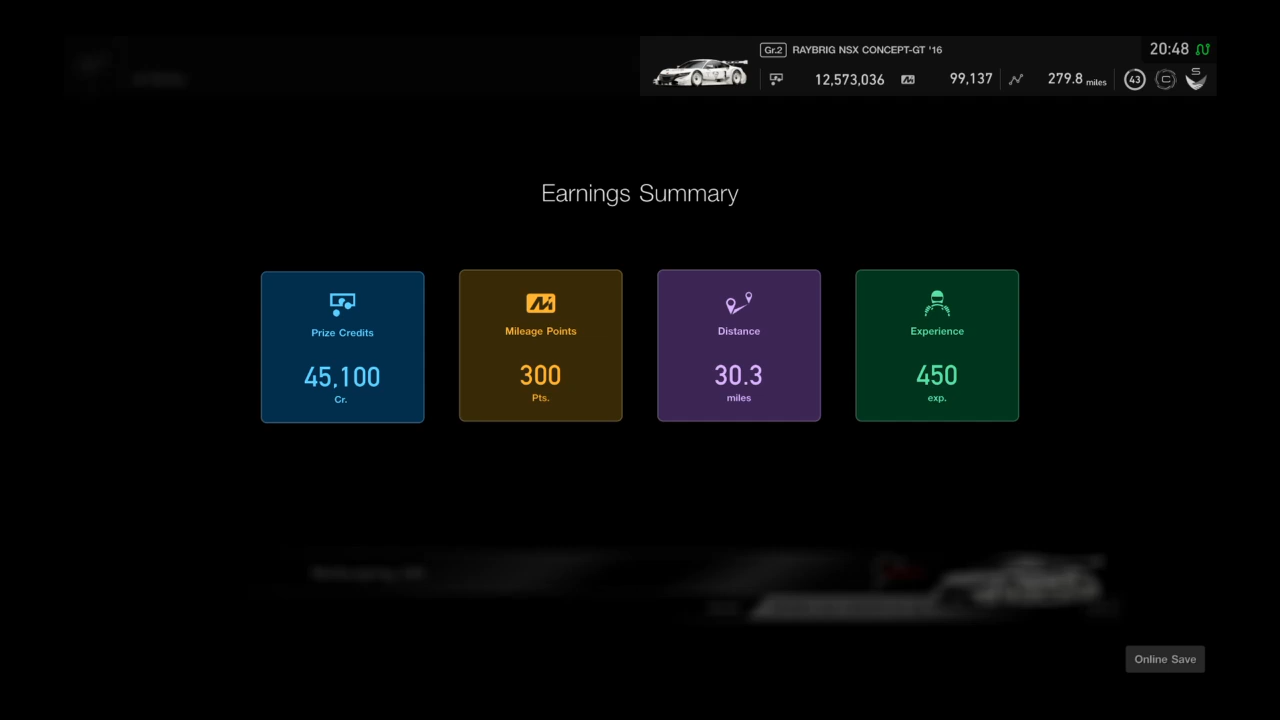 Gr.2 RAYBRIG NSX CONCEPT-GT '16
20:48
12,573,036 99,137 279.8 miles 43 C S
Earnings Summary
Prize Credits
45,100
Cr.
Mileage Points
300
Pts.
Distance
30.3
miles
Experience
450
exp.
Online Save